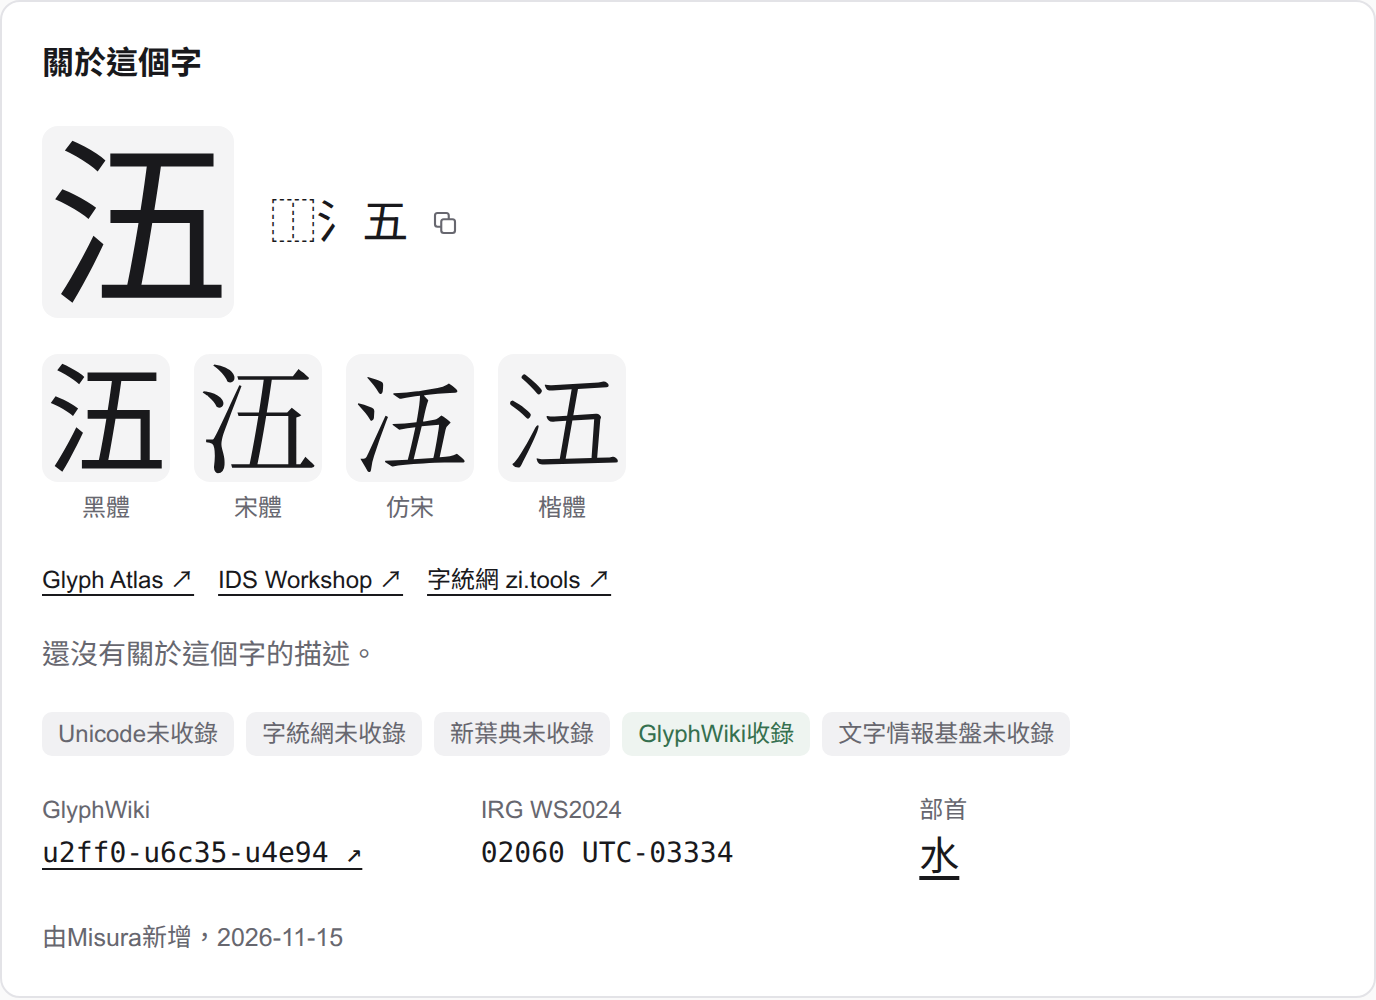 關於這個字
⿰氵五
⿰氵五
黑體 宋體 仿宋 楷體
Glyph Atlas ↗ IDS Workshop ↗ 字統網 zi.tools ↗
還沒有關於這個字的描述。
Unicode未收錄 字統網未收錄 新葉典未收錄 GlyphWiki收錄 文字情報基盤未收錄
GlyphWiki IRG WS2024 部首
u2ff0-u6c35-u4e94 ↗ 02060 UTC-03334 水
由Misura新增，2026-11-15